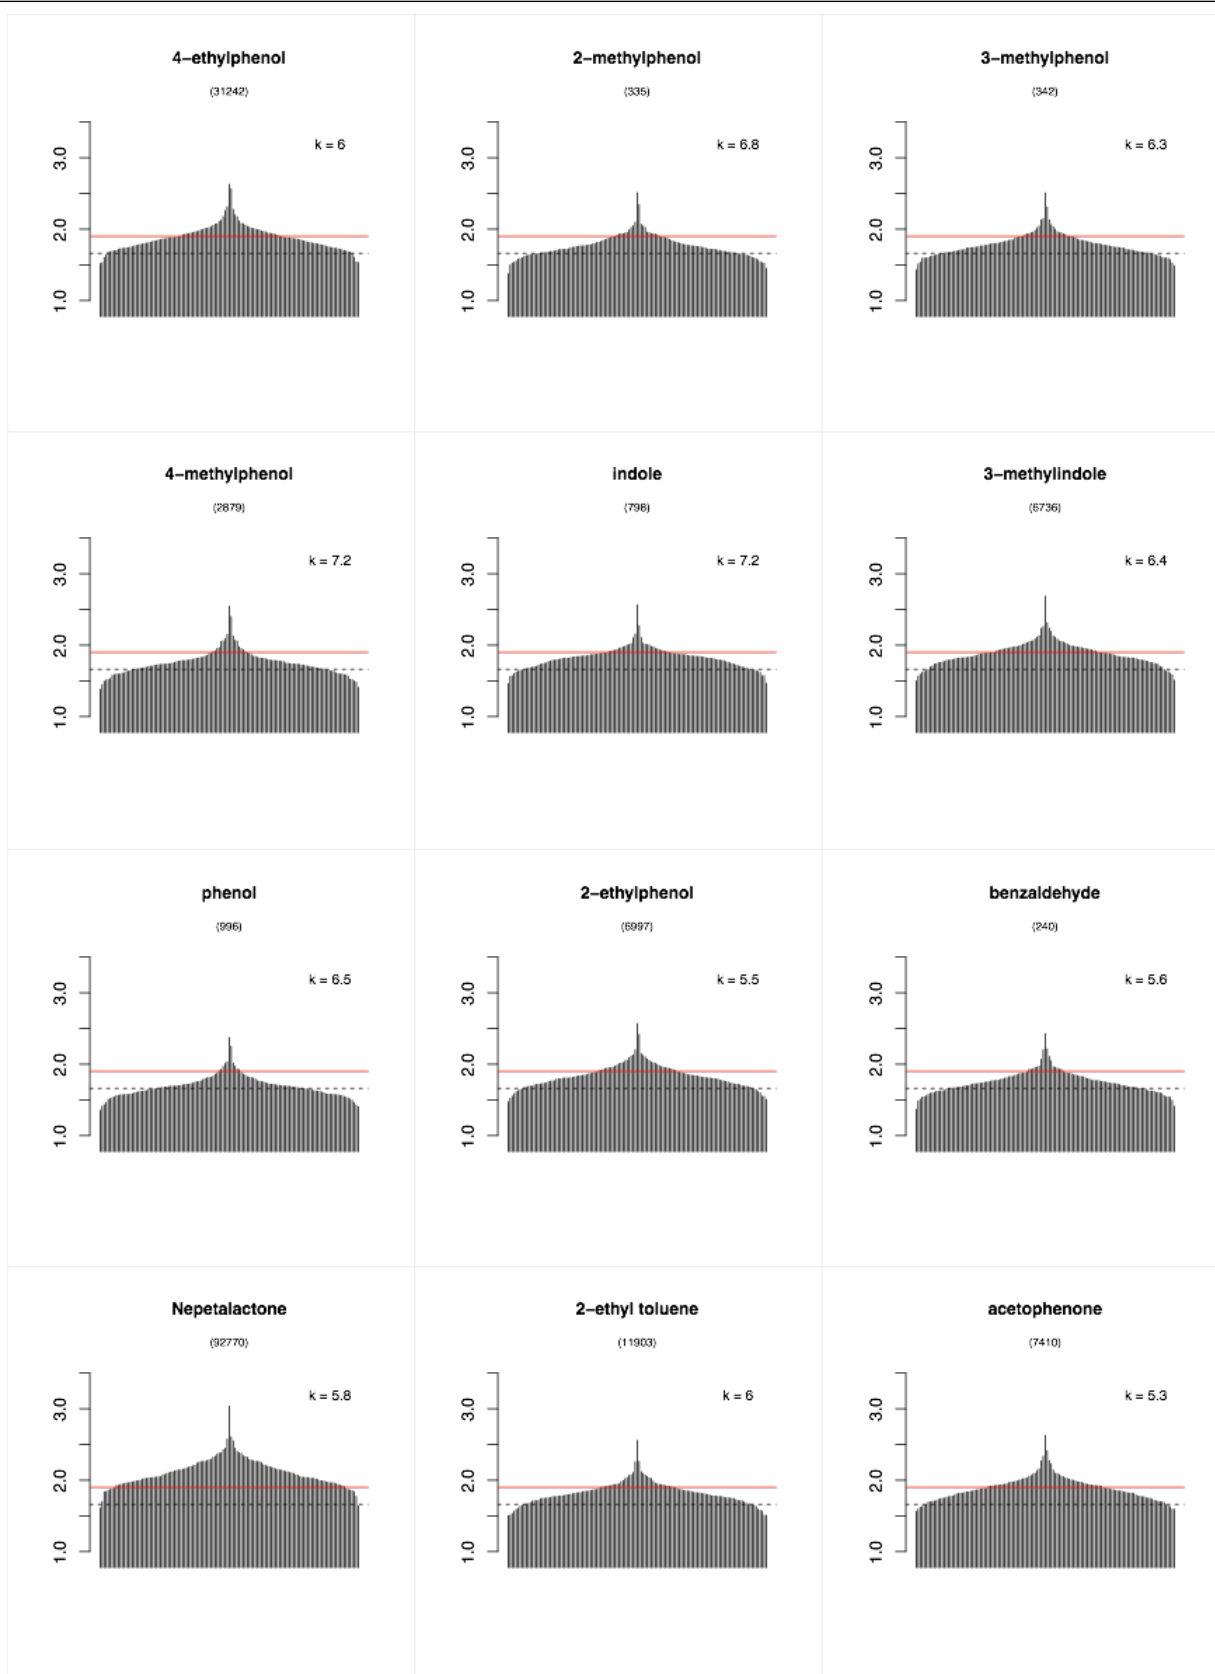 4−ethylphenol
(31242)
k = 6
3.0
2.0
1.0
2−methylphenol
(335)
k = 6.8
3.0
2.0
1.0
3−methylphenol
(342)
k = 6.3
3.0
2.0
1.0
4−methylphenol
(2879)
k = 7.2
3.0
2.0
1.0
indole
(798)
k = 7.2
3.0
2.0
1.0
3−methylindole
(6736)
k = 6.4
3.0
2.0
1.0
phenol
(996)
k = 6.5
3.0
2.0
1.0
2−ethylphenol
(6997)
k = 5.5
3.0
2.0
1.0
benzaldehyde
(240)
k = 5.6
3.0
2.0
1.0
Nepetalactone
(92770)
k = 5.8
3.0
2.0
1.0
2−ethyl toluene
(11903)
k = 6
3.0
2.0
1.0
acetophenone
(7410)
k = 5.3
3.0
2.0
1.0